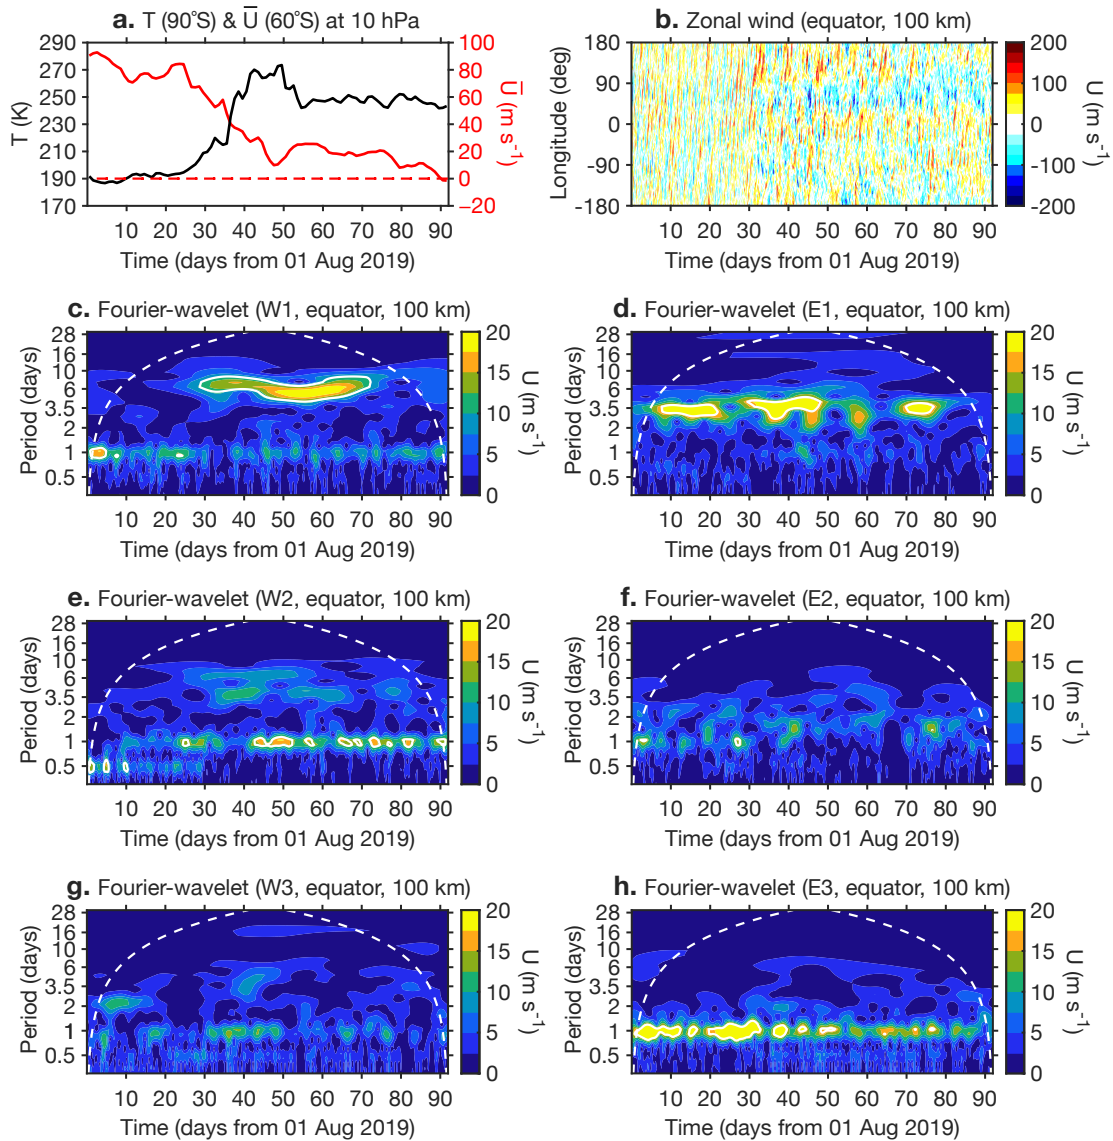 a. T (90°S) & U̅ (60°S) at 10 hPa
290
270
250
230
210
190
170
T (K)
100
80
60
40
20
0
−20
U̅ (m s⁻¹)
10 20 30 40 50 60 70 80 90
Time (days from 01 Aug 2019)
b. Zonal wind (equator, 100 km)
180
90
0
-90
-180
Longitude (deg)
200
100
0
-100
-200
U (m s⁻¹)
10 20 30 40 50 60 70 80 90
Time (days from 01 Aug 2019)
c. Fourier-wavelet (W1, equator, 100 km)
28
16
10
6
3.5
2
1
0.5
Period (days)
20
15
10
5
0
U (m s⁻¹)
10 20 30 40 50 60 70 80 90
Time (days from 01 Aug 2019)
d. Fourier-wavelet (E1, equator, 100 km)
28
16
10
6
3.5
2
1
0.5
Period (days)
20
15
10
5
0
U (m s⁻¹)
10 20 30 40 50 60 70 80 90
Time (days from 01 Aug 2019)
e. Fourier-wavelet (W2, equator, 100 km)
28
16
10
6
3.5
2
1
0.5
Period (days)
20
15
10
5
0
U (m s⁻¹)
10 20 30 40 50 60 70 80 90
Time (days from 01 Aug 2019)
f. Fourier-wavelet (E2, equator, 100 km)
28
16
10
6
3.5
2
1
0.5
Period (days)
20
15
10
5
0
U (m s⁻¹)
10 20 30 40 50 60 70 80 90
Time (days from 01 Aug 2019)
g. Fourier-wavelet (W3, equator, 100 km)
28
16
10
6
3.5
2
1
0.5
Period (days)
20
15
10
5
0
U (m s⁻¹)
10 20 30 40 50 60 70 80 90
Time (days from 01 Aug 2019)
h. Fourier-wavelet (E3, equator, 100 km)
28
16
10
6
3.5
2
1
0.5
Period (days)
20
15
10
5
0
U (m s⁻¹)
10 20 30 40 50 60 70 80 90
Time (days from 01 Aug 2019)